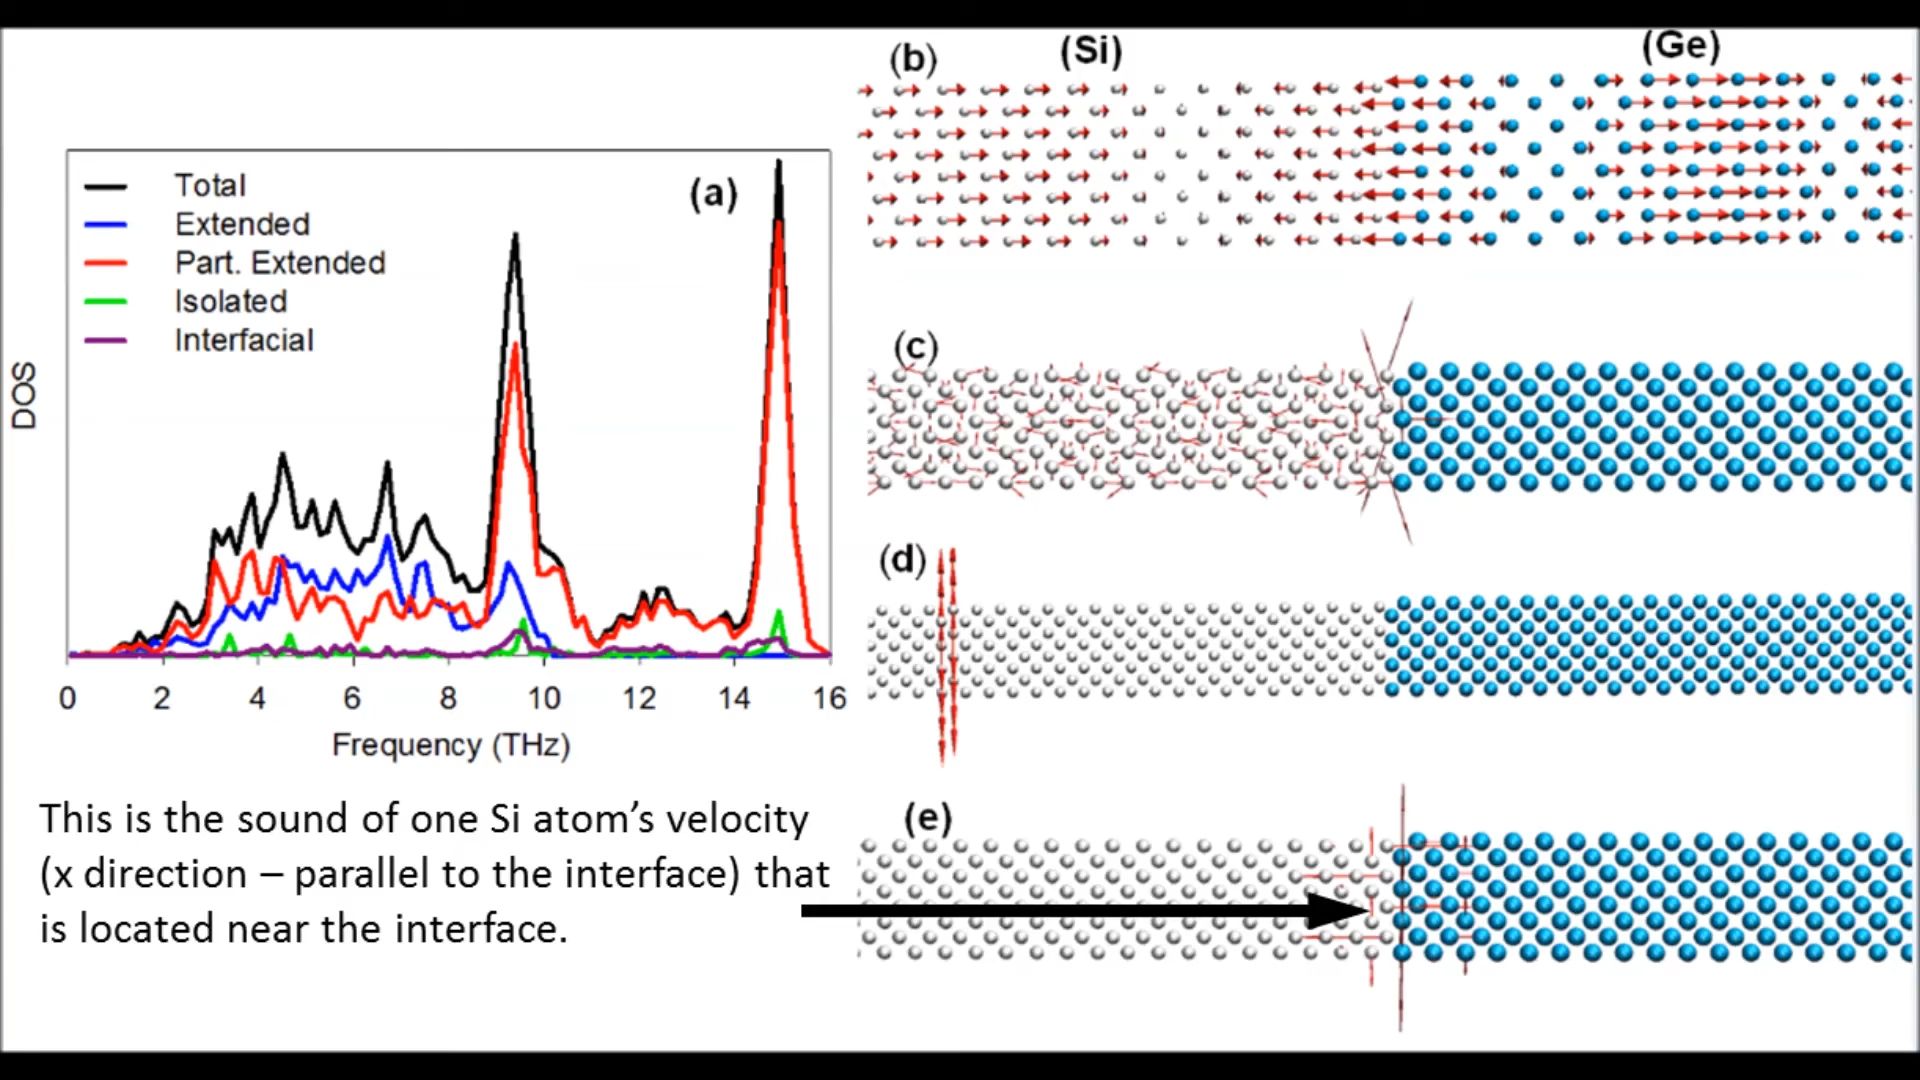 (b)
(Si)
(Ge)
Total
Extended
Part. Extended
Isolated
Interfacial
(a)
DOS
0 2 4 6 8 10 12 14 16
Frequency (THz)
(c)
(d)
(e)
This is the sound of one Si atom’s velocity
(x direction – parallel to the interface) that
is located near the interface.